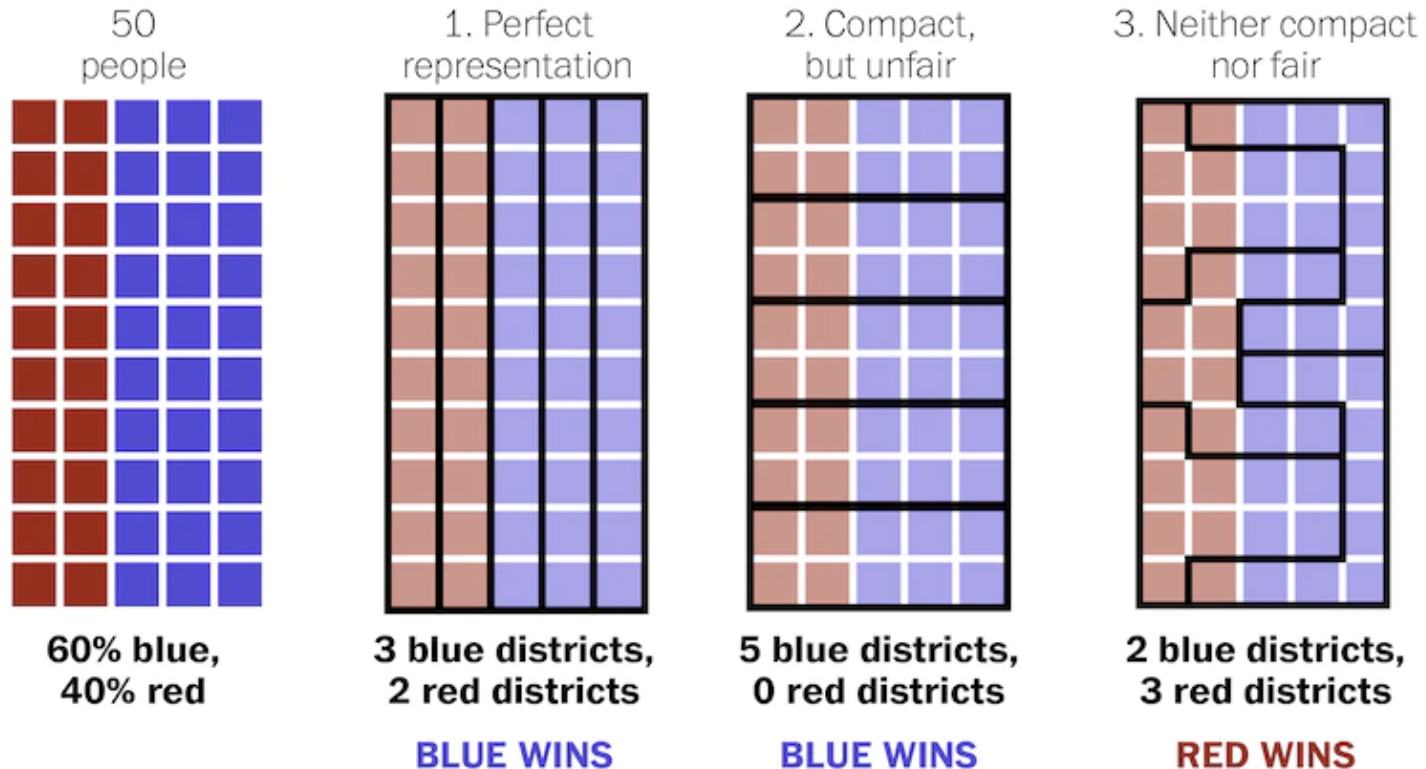 50
people
1. Perfect
representation
2. Compact,
but unfair
3. Neither compact
nor fair
60% blue,
40% red
3 blue districts,
2 red districts
BLUE WINS
5 blue districts,
0 red districts
BLUE WINS
2 blue districts,
3 red districts
RED WINS